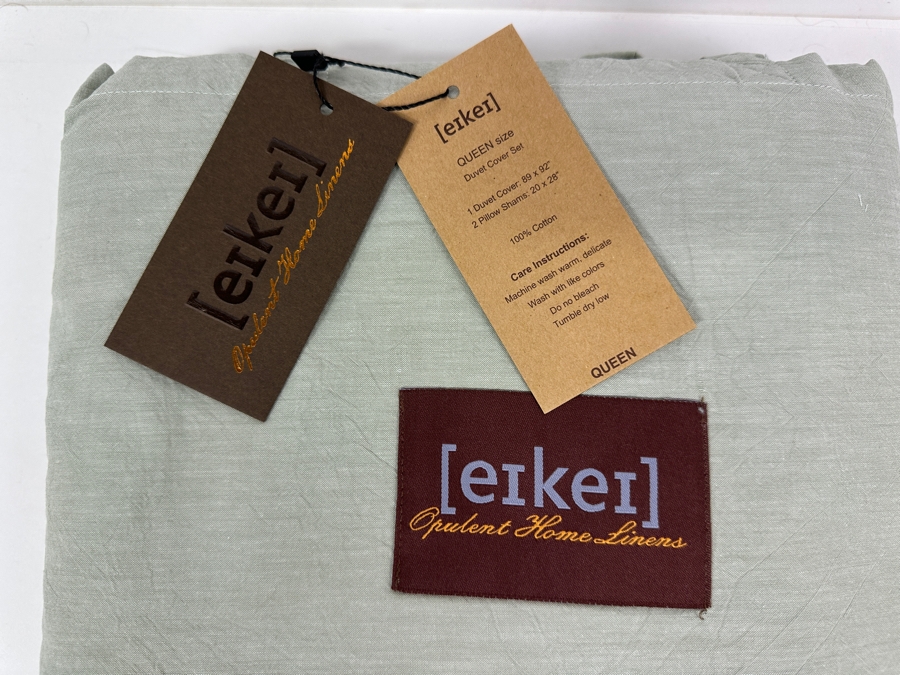 [eɪkeɪ]
Opulent Home Linens
[eɪkeɪ]
QUEEN size
Duvet Cover Set
1 Duvet Cover: 89 x 92"
2 Pillow Shams: 20 x 28"
100% Cotton
Care Instructions:
Machine wash warm, delicate
Wash with like colors
Do no bleach
Tumble dry low
QUEEN
[eɪkeɪ]
Opulent Home Linens